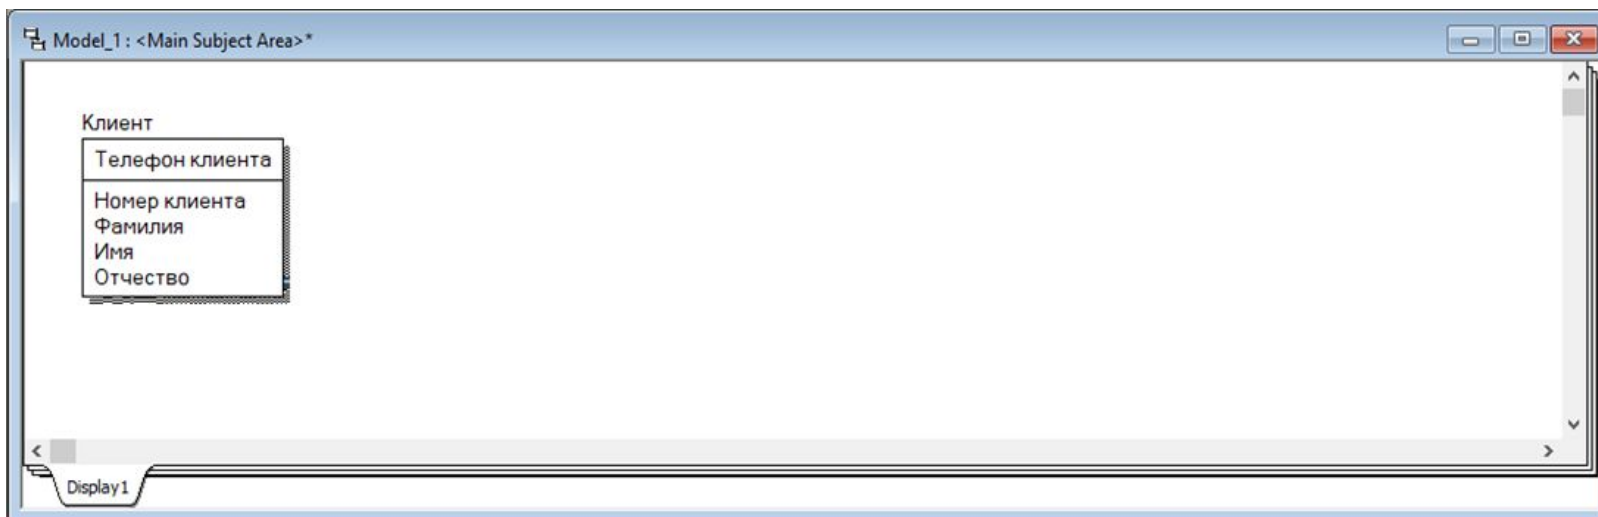 Model_1 : <Main Subject Area>*
Клиент
Телефон клиента
Номер клиента
Фамилия
Имя
Отчество
Display1